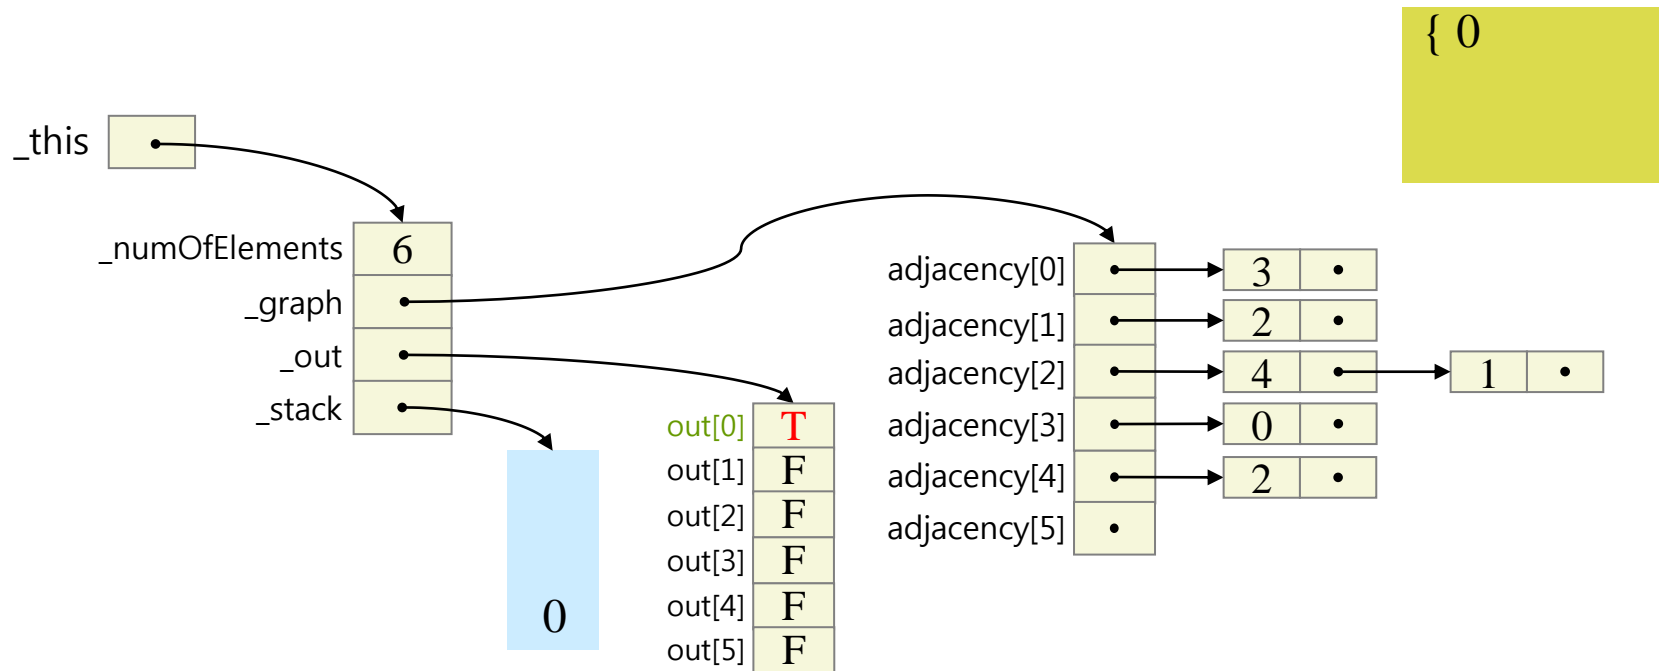 { 0
_this
_numOfElements 6
_graph
_out
_stack
0
out[0] T
out[1] F
out[2] F
out[3] F
out[4] F
out[5] F
adjacency[0] 3
adjacency[1] 2
adjacency[2] 4 1
adjacency[3] 0
adjacency[4] 2
adjacency[5]